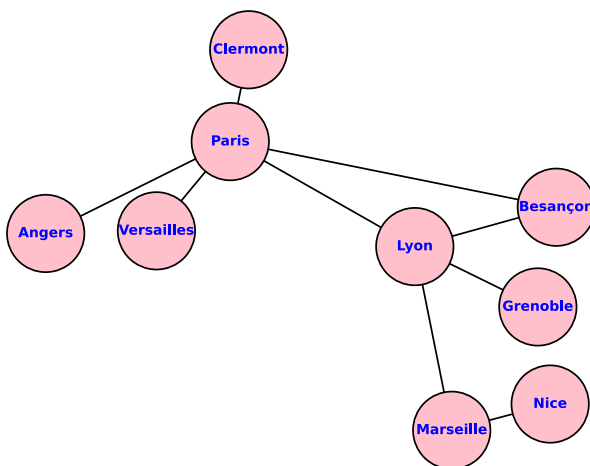 Clermont
Paris
Besançon
Angers
Versailles
Lyon
Grenoble
Nice
Marseille